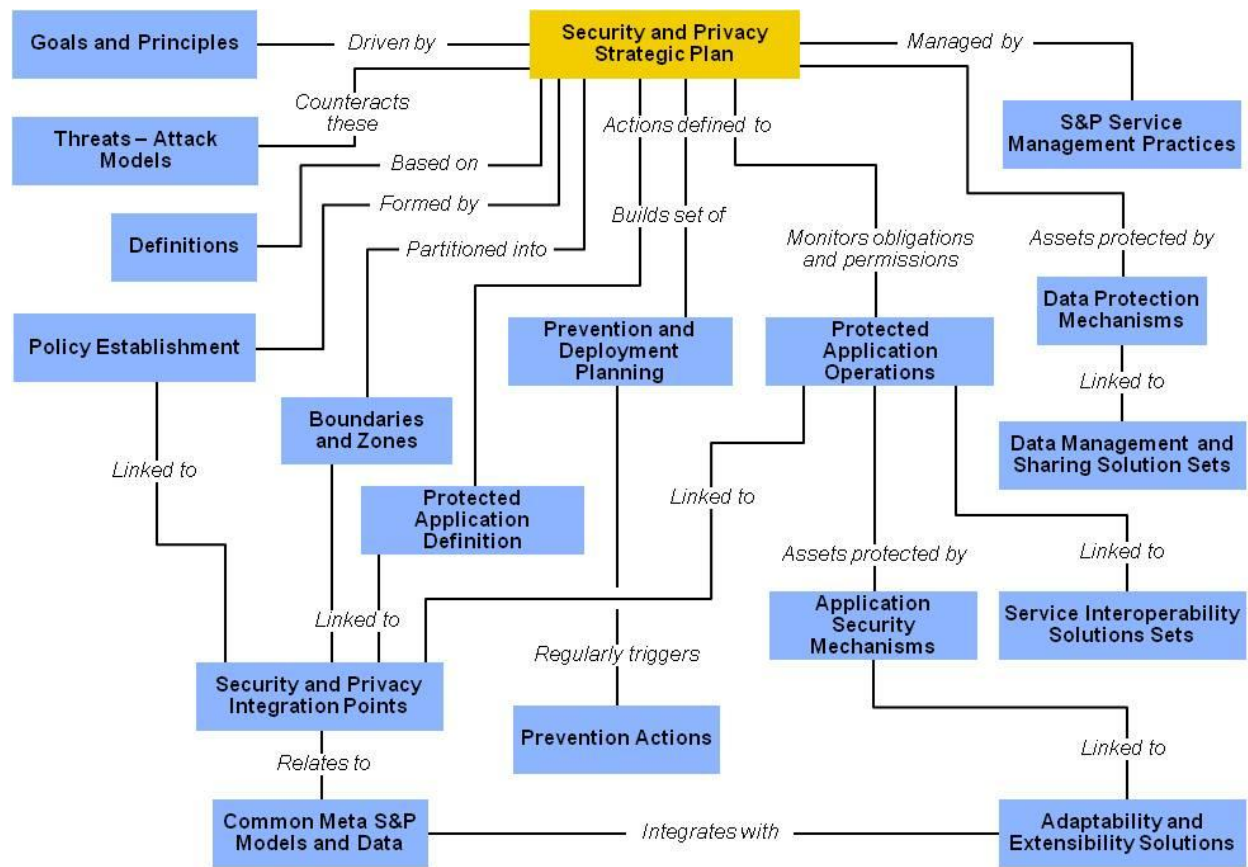 Goals and Principles
Driven by
Security and Privacy
Strategic Plan
Managed by
Counteracts
these
Actions defined to
Threats – Attack
Models
S&P Service
Management Practices
Based on
Formed by
Builds set of
Definitions
Partitioned into
Monitors obligations
and permissions
Assets protected by
Data Protection
Mechanisms
Policy Establishment
Prevention and
Deployment
Planning
Protected
Application
Operations
Linked to
Boundaries
and Zones
Data Management and
Sharing Solution Sets
Linked to
Protected
Application
Definition
Linked to
Assets protected by
Linked to
Linked to
Application
Security
Mechanisms
Service Interoperability
Solutions Sets
Regularly triggers
Security and Privacy
Integration Points
Prevention Actions
Linked to
Relates to
Common Meta S&P
Models and Data
Integrates with
Adaptability and
Extensibility Solutions